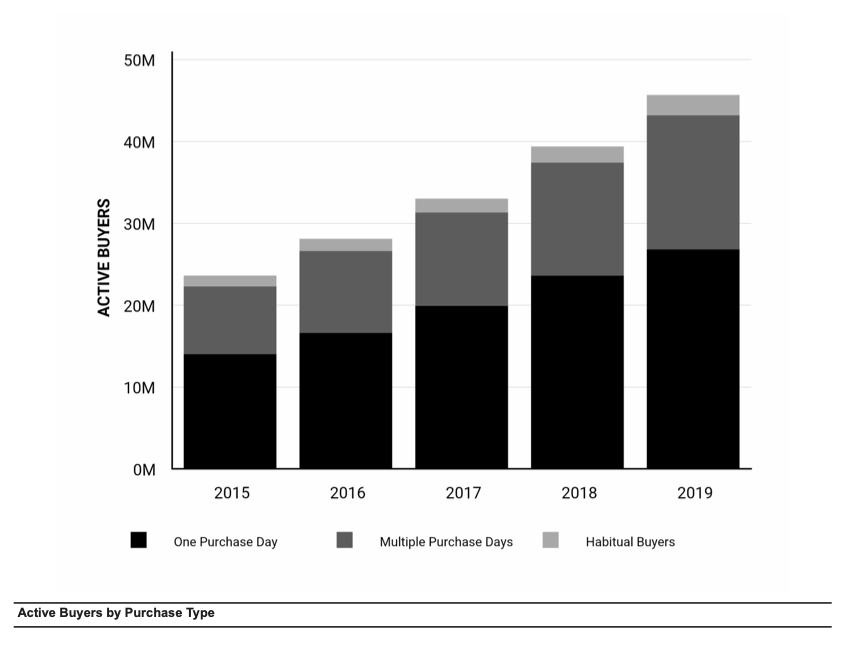 50M
40M
30M
20M
10M
0M
ACTIVE BUYERS
2015 2016 2017 2018 2019
One Purchase Day Multiple Purchase Days Habitual Buyers
Active Buyers by Purchase Type